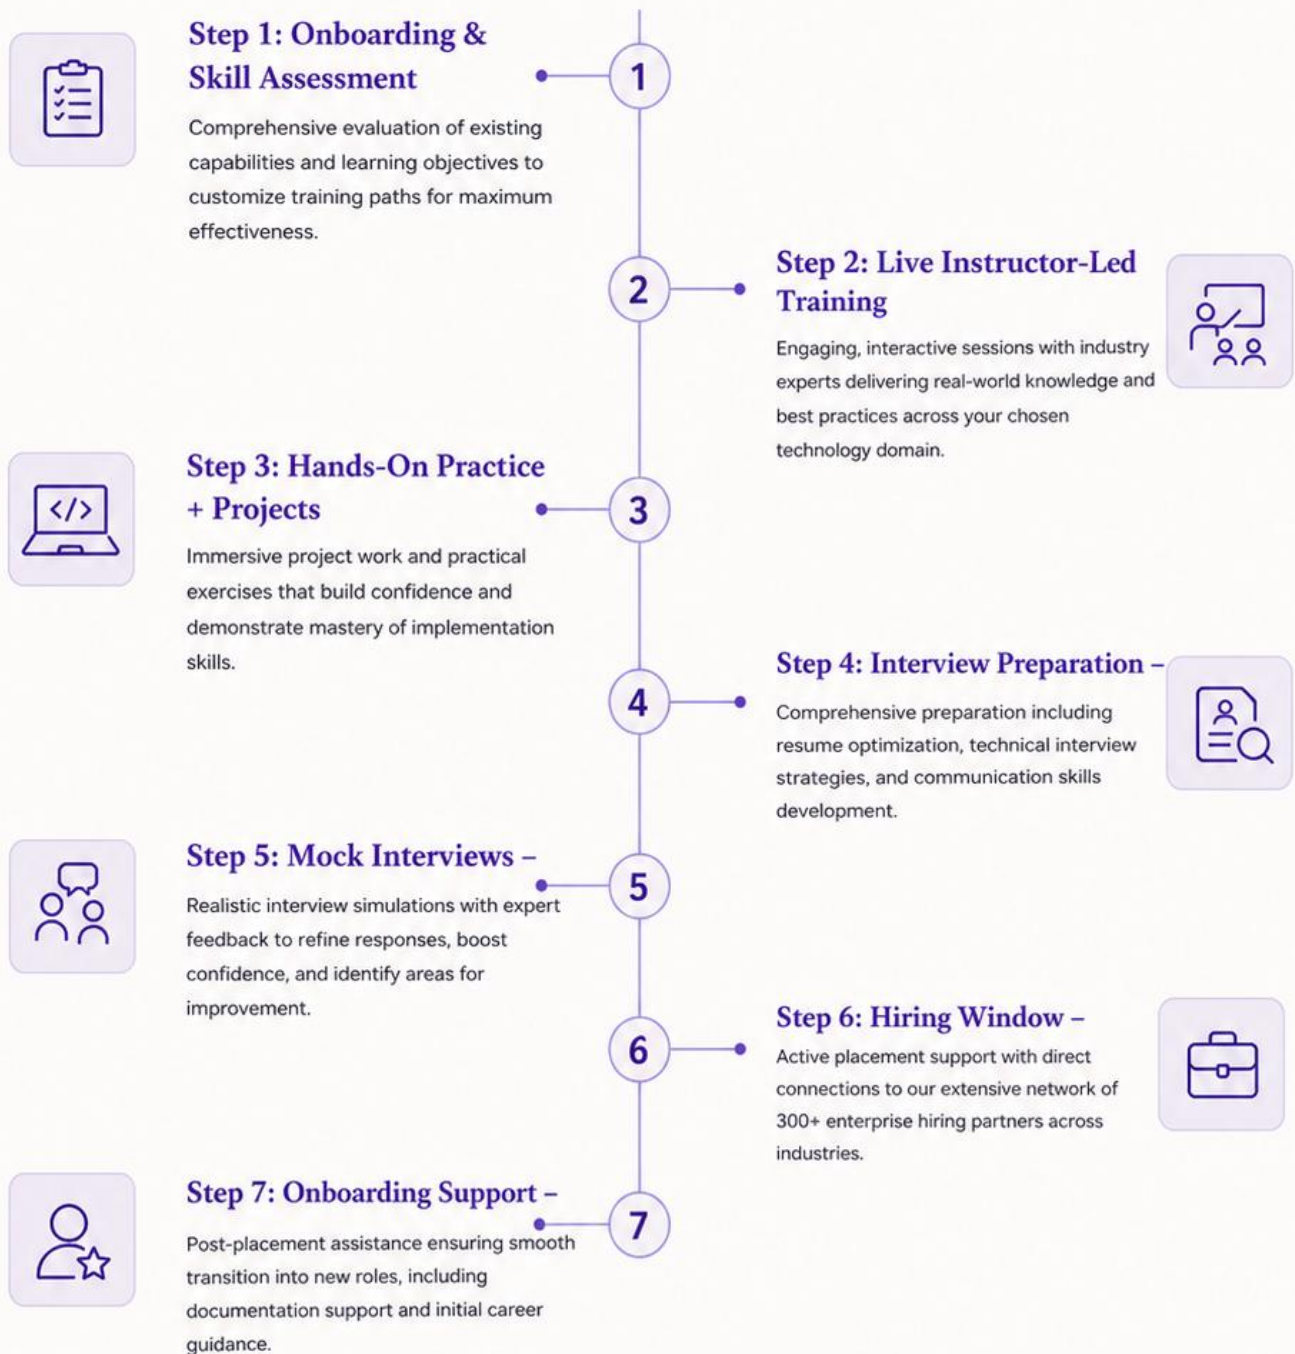 Step 1: Onboarding &
Skill Assessment
1
Comprehensive evaluation of existing
capabilities and learning objectives to
customize training paths for maximum
effectiveness.
2
Step 2: Live Instructor-Led
Training
Engaging, interactive sessions with industry
experts delivering real-world knowledge and
best practices across your chosen
technology domain.
Step 3: Hands-On Practice
+ Projects
3
</>
Immersive project work and practical
exercises that build confidence and
demonstrate mastery of implementation
skills.
4
Step 4: Interview Preparation –
Comprehensive preparation including
resume optimization, technical interview
strategies, and communication skills
development.
Step 5: Mock Interviews –
5
Realistic interview simulations with expert
feedback to refine responses, boost
confidence, and identify areas for
improvement.
6
Step 6: Hiring Window –
Active placement support with direct
connections to our extensive network of
300+ enterprise hiring partners across
industries.
Step 7: Onboarding Support –
7
Post-placement assistance ensuring smooth
transition into new roles, including
documentation support and initial career
guidance.